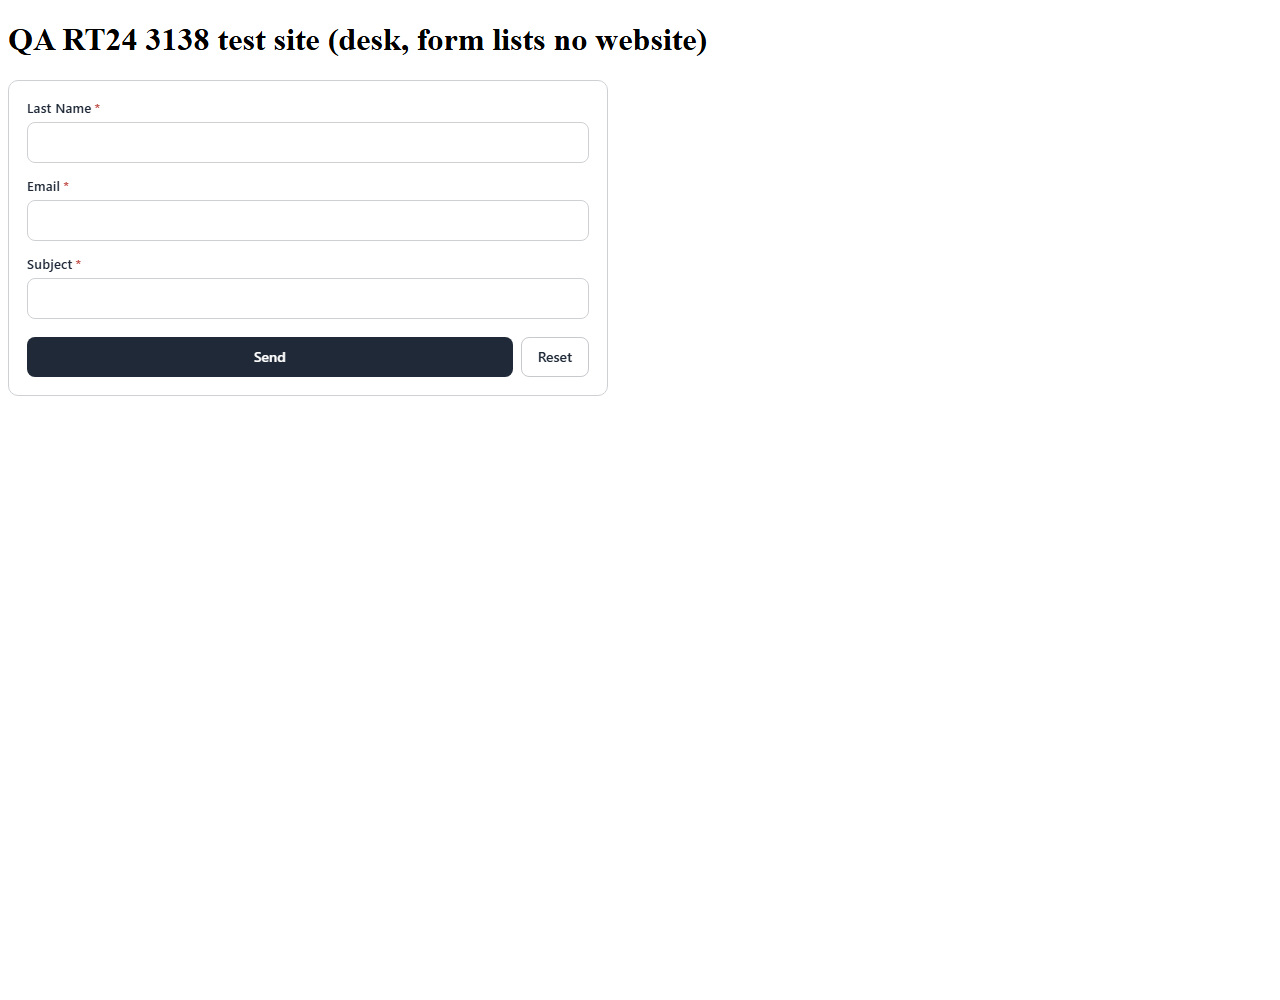 QA RT24 3138 test site (desk, form lists no website)
Last Name *
Email *
Subject *
Send
Reset